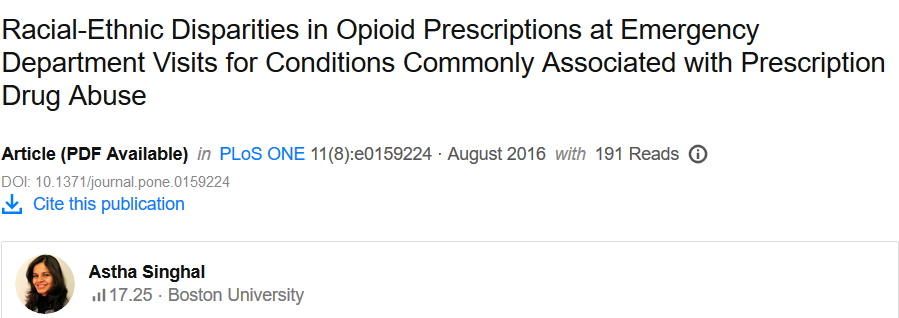 Racial-Ethnic Disparities in Opioid Prescriptions at Emergency
Department Visits for Conditions Commonly Associated with Prescription
Drug Abuse
Article (PDF Available) in PLoS ONE 11(8):e0159224 · August 2016 with 191 Reads
DOI: 10.1371/journal.pone.0159224
Cite this publication
Astha Singhal
17.25 · Boston University